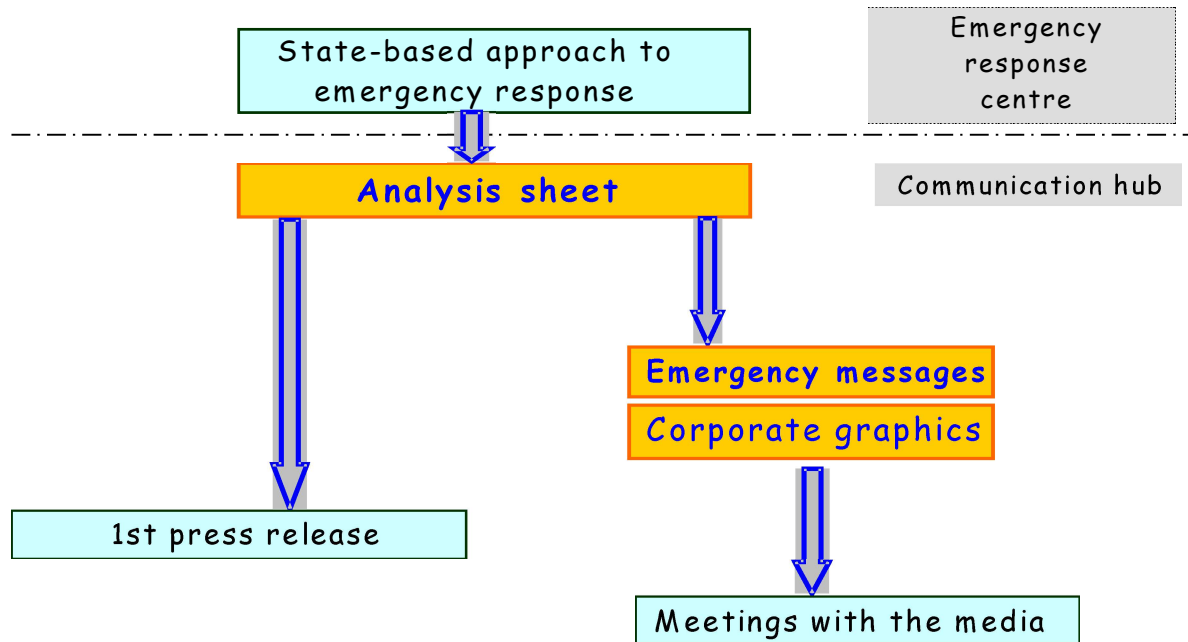 State-based approach to
emergency response
Emergency
response
centre
Analysis sheet
Communication hub
Emergency messages
Corporate graphics
1st press release
Meetings with the media